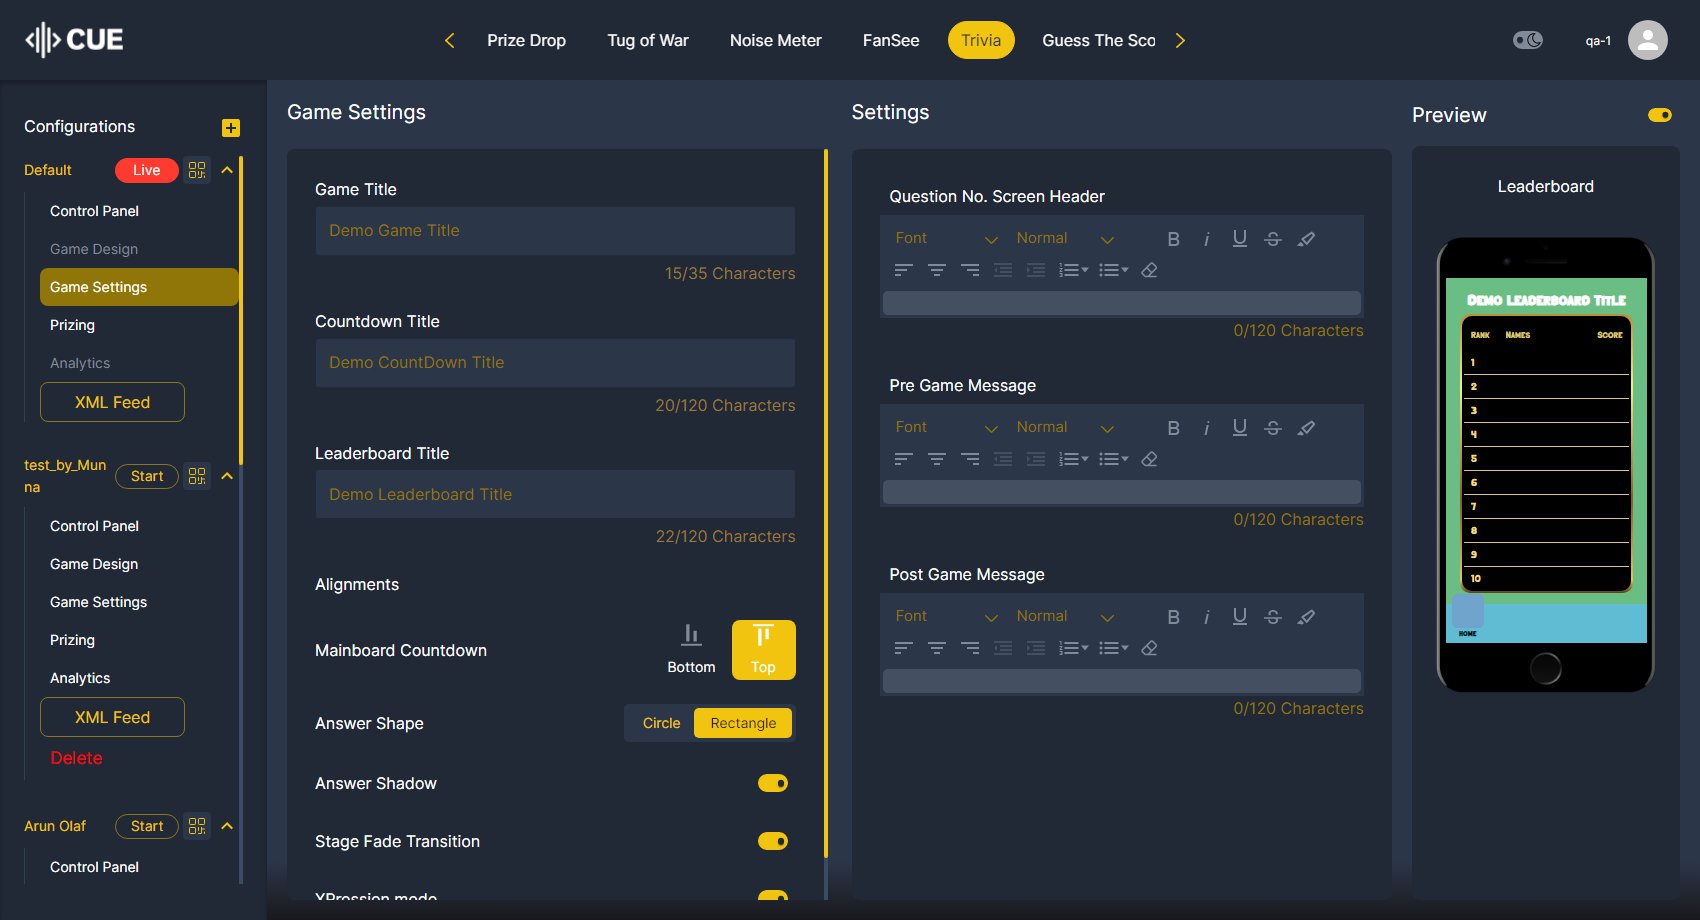 CUE
Prize Drop
Tug of War
Noise Meter
FanSee
Trivia
Guess The Sco
qa-1
Configurations
Default
Live
Control Panel
Game Design
Game Settings
Prizing
Analytics
XML Feed
test_by_Mun
na
Start
Control Panel
Game Design
Game Settings
Prizing
Analytics
XML Feed
Delete
Arun Olaf
Start
Control Panel
Game Settings
Game Title
Demo Game Title
15/35 Characters
Countdown Title
Demo CountDown Title
20/120 Characters
Leaderboard Title
Demo Leaderboard Title
22/120 Characters
Alignments
Mainboard Countdown
Bottom
Top
Answer Shape
Circle
Rectangle
Answer Shadow
Stage Fade Transition
XPression mode
Settings
Question No. Screen Header
Font
Normal
0/120 Characters
Pre Game Message
Font
Normal
0/120 Characters
Post Game Message
Font
Normal
0/120 Characters
Preview
Leaderboard
Demo Leaderboard Title
Rank Names Score
1
2
3
4
5
6
7
8
9
10
HOME